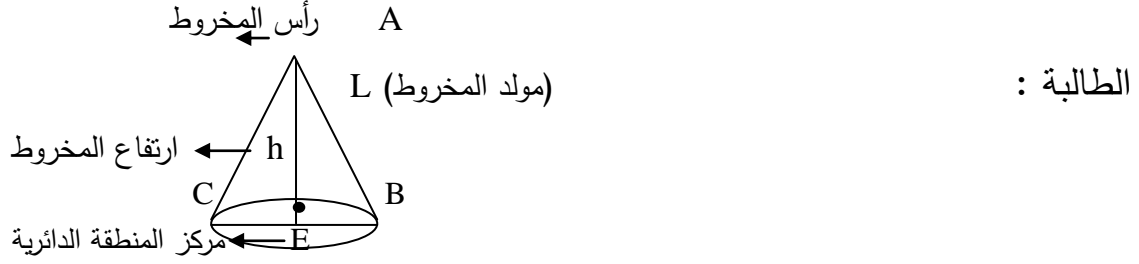 رأس المخروط A
الطالبة :
L (مولد المخروط)
ارتفاع المخروط h
C B
مركز المنطقة الدائرية E